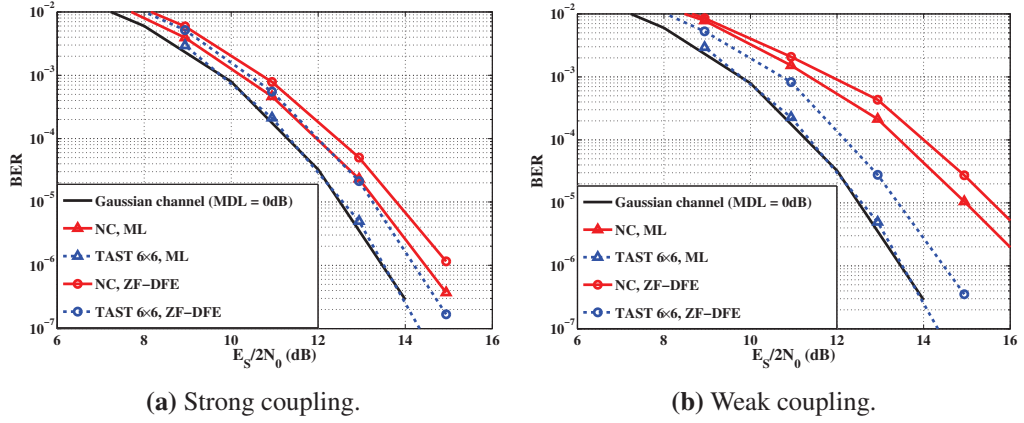 10⁻²
10⁻³
10⁻⁴
10⁻⁵
10⁻⁶
10⁻⁷
BER
Gaussian channel (MDL = 0dB)
NC, ML
TAST 6×6, ML
NC, ZF−DFE
TAST 6×6, ZF−DFE
6 8 10 12 14 16
E_S/2N_0 (dB)
(a) Strong coupling.
10⁻²
10⁻³
10⁻⁴
10⁻⁵
10⁻⁶
10⁻⁷
BER
Gaussian channel (MDL = 0dB)
NC, ML
TAST 6×6, ML
NC, ZF−DFE
TAST 6×6, ZF−DFE
6 8 10 12 14 16
E_S/2N_0 (dB)
(b) Weak coupling.